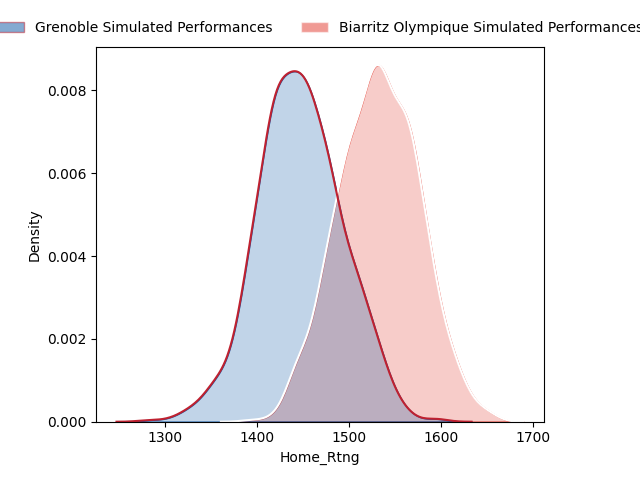 Grenoble Simulated Performances
Biarritz Olympique Simulated Performances
0.008
0.006
0.004
0.002
0.000
Density
1300
1400
1500
1600
1700
Home_Rtng